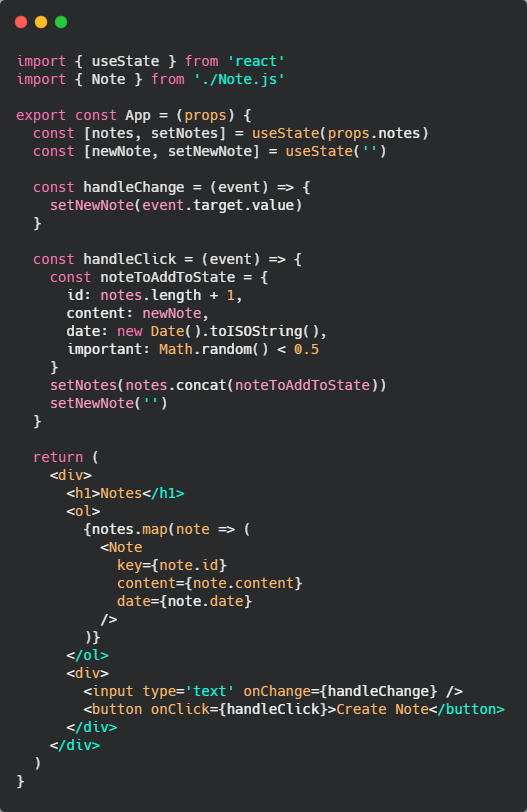 import { useState } from 'react'
import { Note } from './Note.js'

export const App = (props) {
  const [notes, setNotes] = useState(props.notes)
  const [newNote, setNewNote] = useState('')

  const handleChange = (event) => {
    setNewNote(event.target.value)
  }

  const handleClick = (event) => {
    const noteToAddToState = {
      id: notes.length + 1,
      content: newNote,
      date: new Date().toISOString(),
      important: Math.random() < 0.5
    }
    setNotes(notes.concat(noteToAddToState))
    setNewNote('')
  }

  return (
    <div>
      <h1>Notes</h1>
      <ol>
        {notes.map(note => (
          <Note
            key={note.id}
            content={note.content}
            date={note.date}
          />
        )}
      </ol>
      <div>
        <input type='text' onChange={handleChange} />
        <button onClick={handleClick}>Create Note</button>
      </div>
    </div>
  )
}